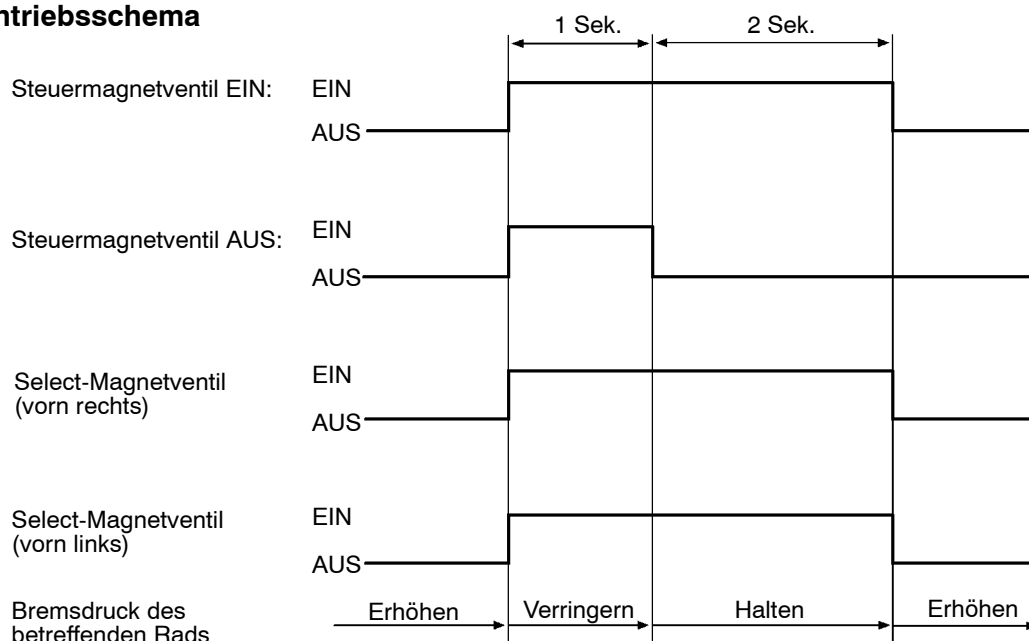 ntriebsschema
1 Sek. 2 Sek.
Steuermagnetventil EIN: EIN
AUS
Steuermagnetventil AUS: EIN
AUS
Select-Magnetventil
(vorn rechts)
EIN
AUS
Select-Magnetventil
(vorn links)
EIN
AUS
Bremsdruck des
betreffenden Rads
Erhöhen Verringern Halten Erhöhen